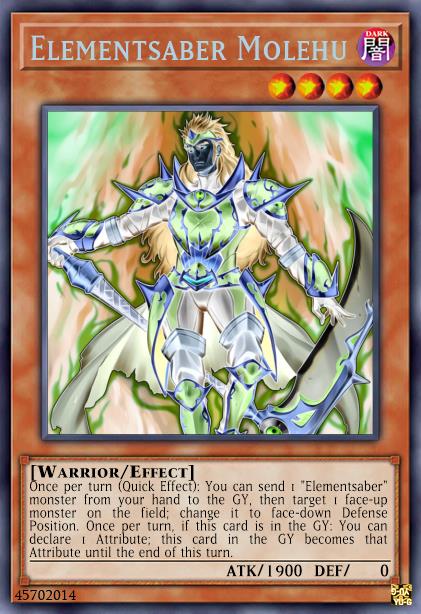 Elementsaber Molehu
DARK
闇
[Warrior/Effect]
Once per turn (Quick Effect): You can send 1 "Elementsaber"
monster from your hand to the GY, then target 1 face-up
monster on the field; change it to face-down Defense
Position. Once per turn, if this card is in the GY: You can
declare 1 Attribute; this card in the GY becomes that
Attribute until the end of this turn.
ATK/1900 DEF/ 0
45702014